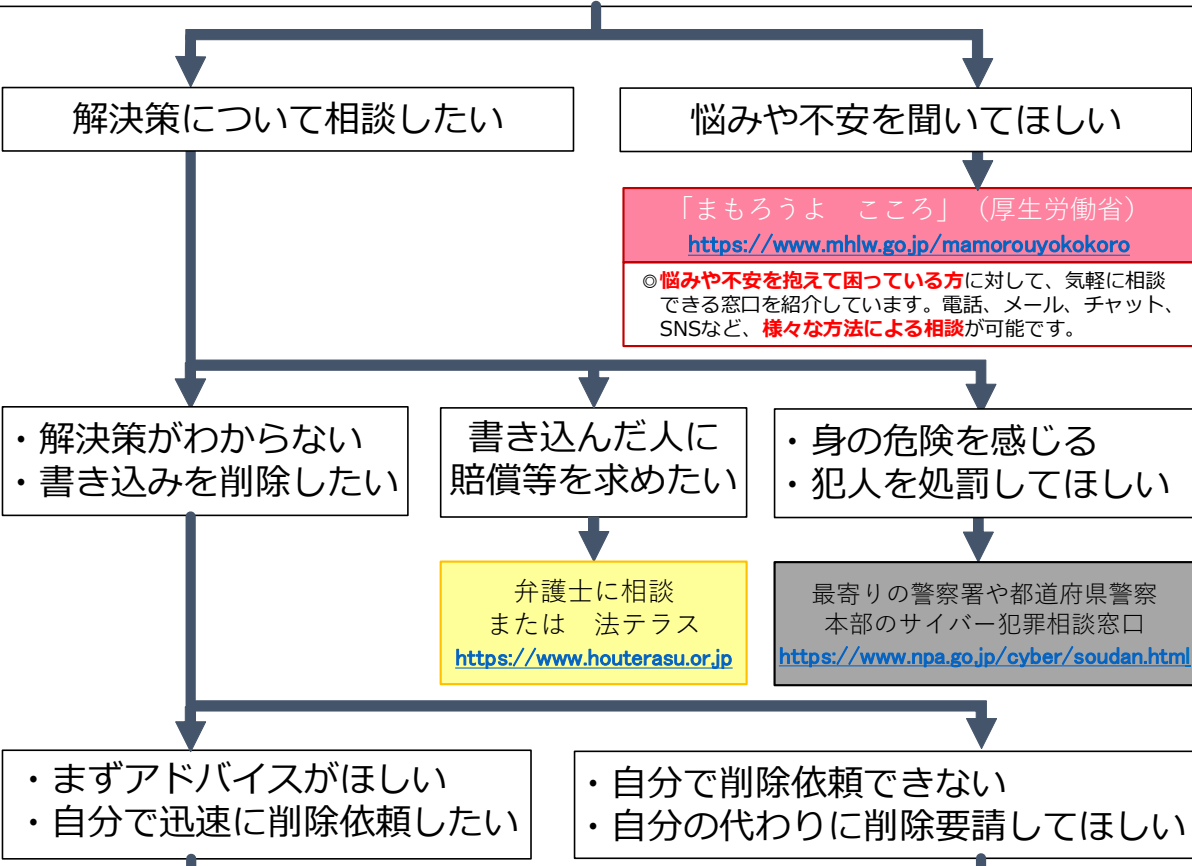 解決策について相談したい
悩みや不安を聞いてほしい
「まもろうよ　こころ」（厚生労働省）
https://www.mhlw.go.jp/mamorouyokokoro
◎悩みや不安を抱えて困っている方に対して、気軽に相談
できる窓口を紹介しています。電話、メール、チャット、
SNSなど、様々な方法による相談が可能です。
・解決策がわからない
・書き込みを削除したい
書き込んだ人に
賠償等を求めたい
・身の危険を感じる
・犯人を処罰してほしい
弁護士に相談
または　法テラス
https://www.houterasu.or.jp
最寄りの警察署や都道府県警察
本部のサイバー犯罪相談窓口
https://www.npa.go.jp/cyber/soudan.html
・まずアドバイスがほしい
・自分で迅速に削除依頼したい
・自分で削除依頼できない
・自分の代わりに削除要請してほしい